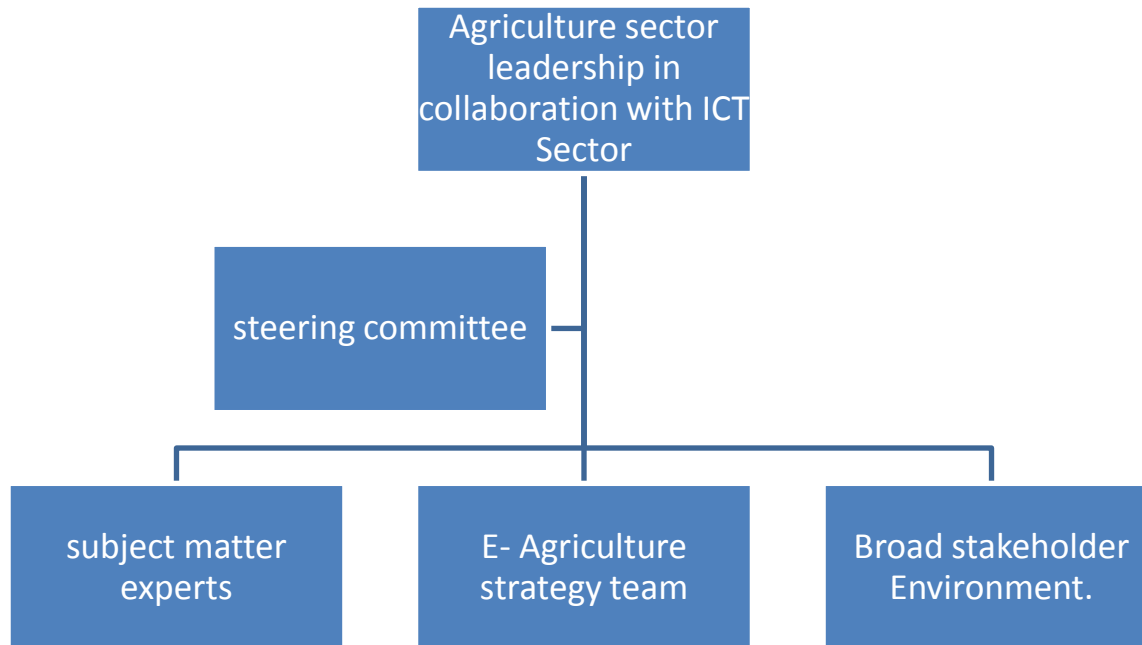 Agriculture sector
leadership in
collaboration with ICT
Sector
steering committee
subject matter
experts
E- Agriculture
strategy team
Broad stakeholder
Environment.